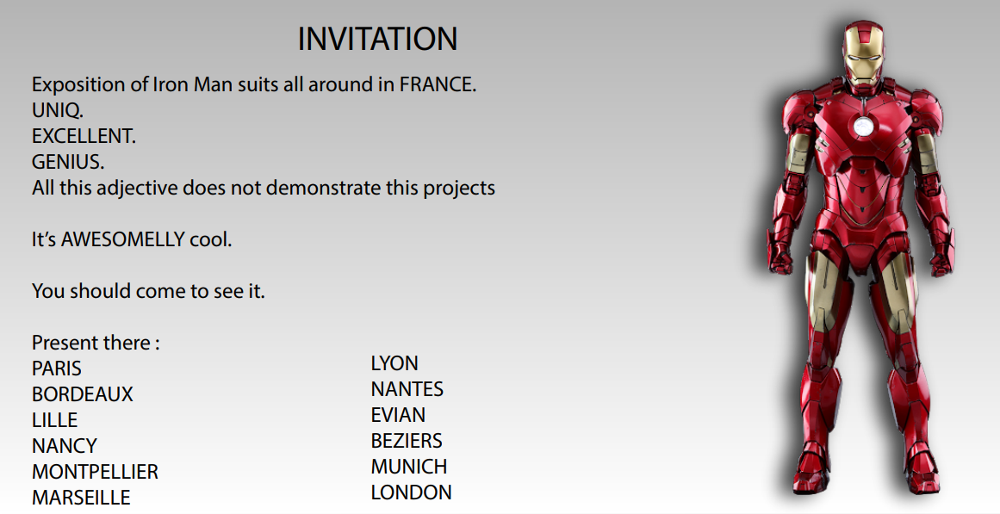 INVITATION
Exposition of Iron Man suits all around in FRANCE.
UNIQ.
EXCELLENT.
GENIUS.
All this adjective does not demonstrate this projects
It’s AWESOMELLY cool.
You should come to see it.
Present there :
PARIS
BORDEAUX
LILLE
NANCY
MONTPELLIER
MARSEILLE
LYON
NANTES
EVIAN
BEZIERS
MUNICH
LONDON